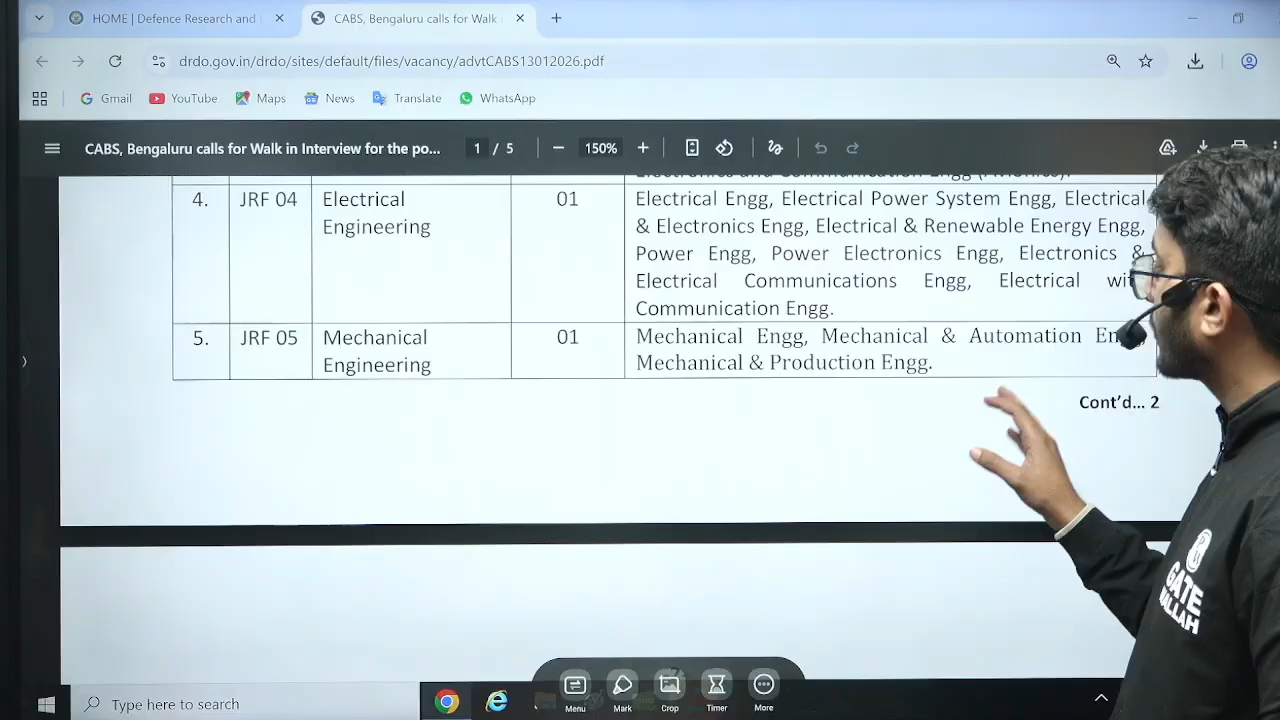 HOME | Defence Research and
CABS, Bengaluru calls for Walk
drdo.gov.in/drdo/sites/default/files/vacancy/advtCABS13012026.pdf
Gmail
YouTube
Maps
News
Translate
WhatsApp
CABS, Bengaluru calls for Walk in Interview for the po...
1 / 5
150%
4.
JRF 04
Electrical
Engineering
01
Electrical Engg, Electrical Power System Engg, Electrical
& Electronics Engg, Electrical & Renewable Energy Engg,
Power Engg, Power Electronics Engg, Electronics &
Electrical Communications Engg, Electrical
Communication Engg.
5.
JRF 05
Mechanical
Engineering
01
Mechanical Engg, Mechanical & Automation
Mechanical & Production Engg.
Cont'd... 2
GATE
WALLAH
Type here to search
Menu
Mark
Crop
Timer
More